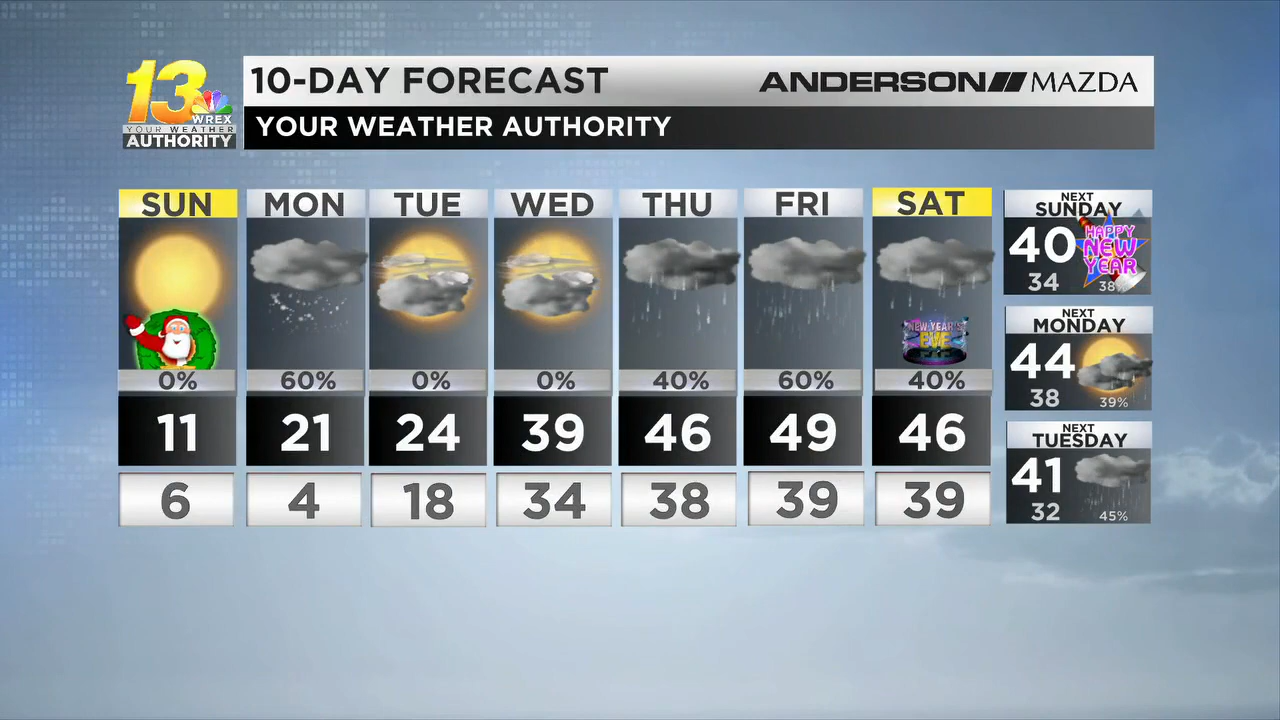 13
WREX
YOUR WEATHER
AUTHORITY
10-DAY FORECAST
ANDERSON MAZDA
YOUR WEATHER AUTHORITY
SUN
0%
11
6
MON
60%
21
4
TUE
0%
24
18
WED
0%
39
34
THU
40%
46
38
FRI
60%
49
39
SAT
NEW YEAR'S
EVE
40%
46
39
NEXT
SUNDAY
40
HAPPY
NEW
YEAR
34
38%
NEXT
MONDAY
44
38
39%
NEXT
TUESDAY
41
32
45%